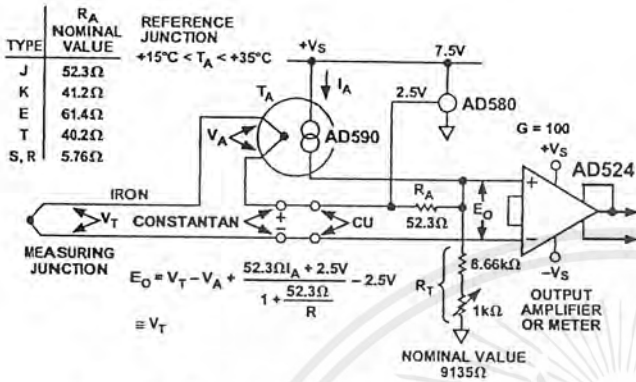 TYPE
R_A NOMINAL VALUE
J 52.3Ω
K 41.2Ω
E 61.4Ω
T 40.2Ω
S, R 5.76Ω
REFERENCE
JUNCTION
+15°C < T_A < +35°C
+V_S
7.5V
I_A
2.5V
T_A
AD580
V_A
AD590
G = 100
+V_S
AD524
IRON
R_A
52.3Ω
E_O
+
−
V_T
CONSTANTAN
+
−
CU
MEASURING
JUNCTION
8.66kΩ
R_T
1kΩ
−V_S
OUTPUT
AMPLIFIER
OR METER
E_O = V_T − V_A + (52.3ΩI_A + 2.5V) / (1 + 52.3Ω / R) − 2.5V
≅ V_T
NOMINAL VALUE
9135Ω